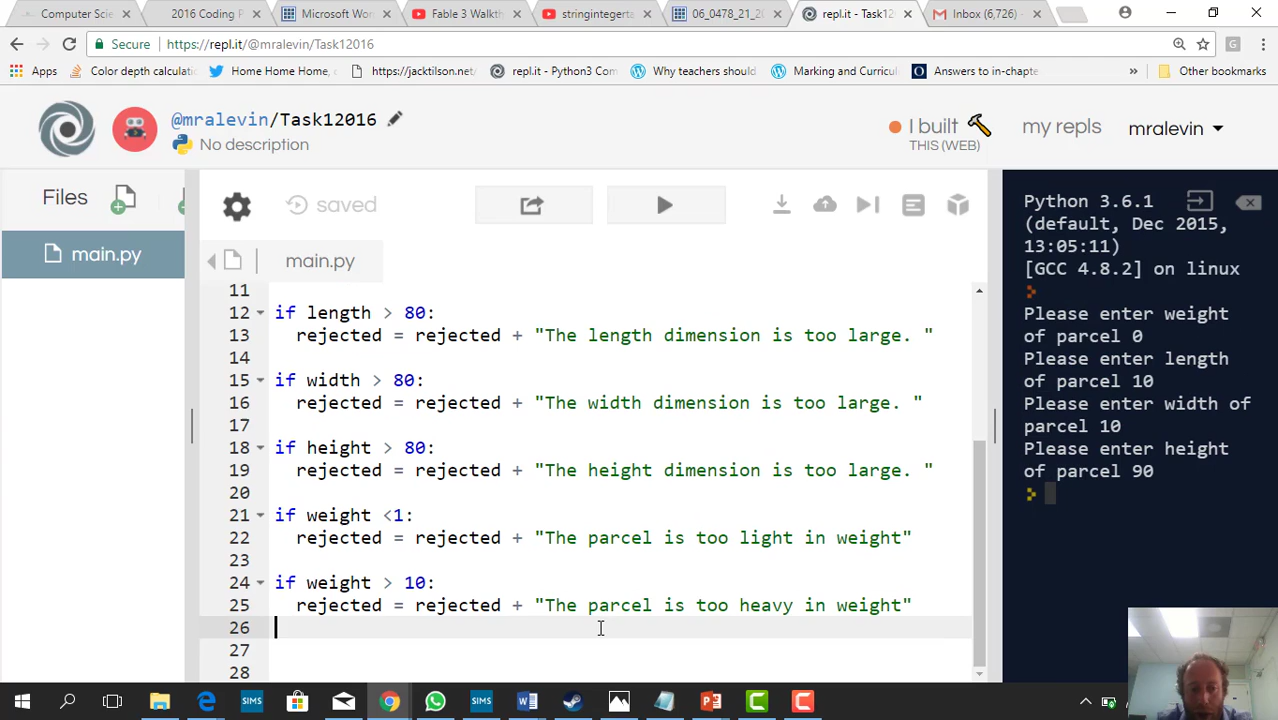 Computer Scien
2016 Coding P
Microsoft Wor
Fable 3 Walkth
stringintegerta
06_0478_21_20
repl.it - Task12
Inbox (6,726)
Secure https://repl.it/@mralevin/Task12016
Apps Color depth calculati Home Home Home, https://jacktilson.net/ repl.it - Python3 Com Why teachers should Marking and Curricu Answers to in-chapte » Other bookmarks
@mralevin/Task12016
No description
I built
THIS (WEB)
my repls
mralevin
Files
saved
main.py
main.py
11
12 if length > 80:
13 rejected = rejected + "The length dimension is too large. "
14
15 if width > 80:
16 rejected = rejected + "The width dimension is too large. "
17
18 if height > 80:
19 rejected = rejected + "The height dimension is too large. "
20
21 if weight <1:
22 rejected = rejected + "The parcel is too light in weight"
23
24 if weight > 10:
25 rejected = rejected + "The parcel is too heavy in weight"
26
27
28
Python 3.6.1
(default, Dec 2015,
13:05:11)
[GCC 4.8.2] on linux
Please enter weight
of parcel 0
Please enter length
of parcel 10
Please enter width of
parcel 10
Please enter height
of parcel 90
SIMS
SIMS